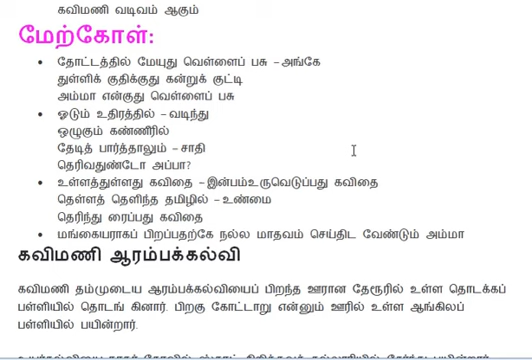 கவிமணி வடிவம் ஆகும்
மேற்கோள்:
• தோட்டத்தில் மேயுது வெள்ளைப் பசு – அங்கே
துள்ளிக் குதிக்குது கன்றுக் குட்டி
அம்மா என்குது வெள்ளைப் பசு
• ஓடும் உதிரத்தில் – வடிந்து
ஒழுகும் கண்ணீரில்
தேடித் பார்த்தாலும் – சாதி
தெரிவதுண்டோ அப்பா?
• உள்ளத்துள்ளது கவிதை – இன்பம்உருவெடுப்பது கவிதை
தெள்ளத் தெளிந்த தமிழில் – உண்மை
தெரிந்து ரைப்பது கவிதை
• மங்கையராகப் பிறப்பதற்கே நல்ல மாதவம் செய்திட வேண்டும் அம்மா
கவிமணி ஆரம்பக்கல்வி
கவிமணி தம்முடைய ஆரம்பக்கல்வியைப் பிறந்த ஊரான தேரூரில் உள்ள தொடக்கப்
பள்ளியில் தொடங் கினார். பிறகு கோட்டாறு என்னும் ஊரில் உள்ள ஆங்கிலப்
பள்ளியில் பயின்றார்.